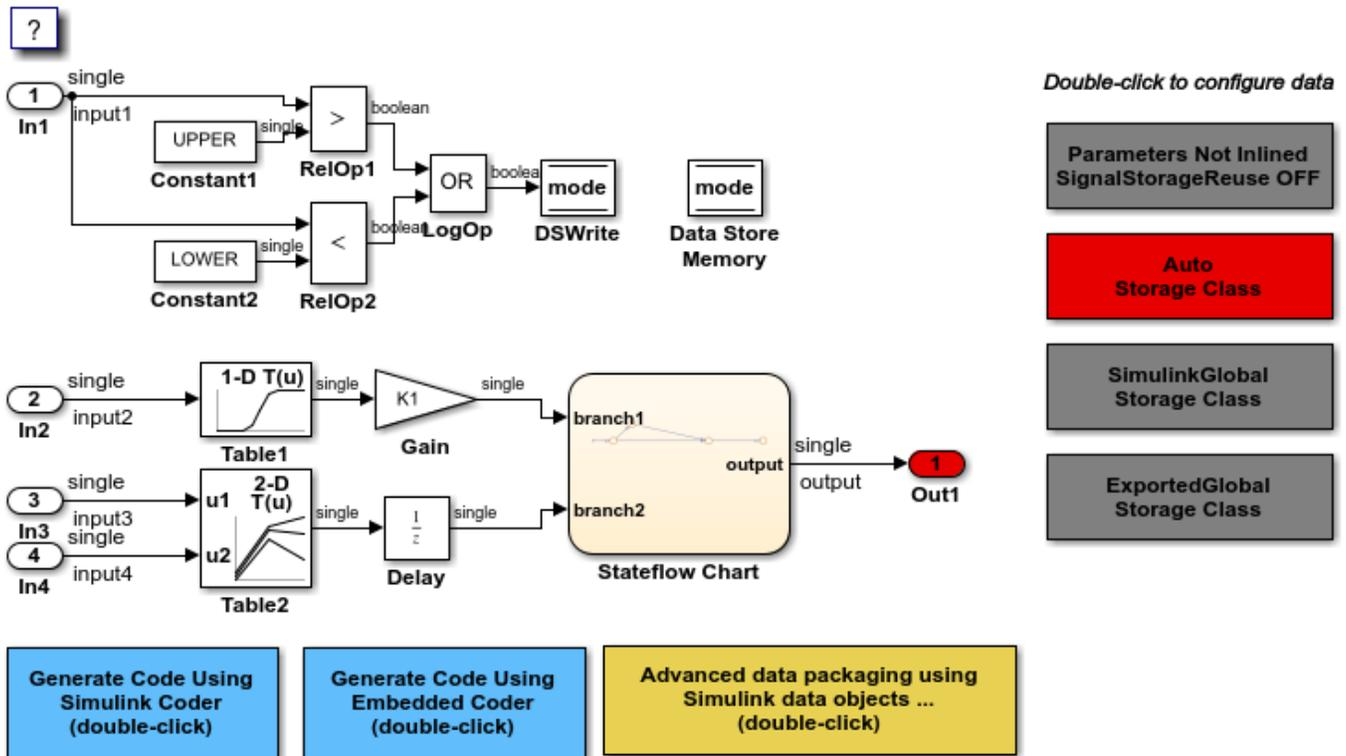 ?
Double-click to configure data
single
1
input1
In1
UPPER
single
Constant1
>
RelOp1
boolean
LOWER
single
Constant2
<
RelOp2
boolean
OR
LogOp
boolea
mode
DSWrite
mode
Data Store
Memory
Parameters Not Inlined
SignalStorageReuse OFF
Auto
Storage Class
SimulinkGlobal
Storage Class
ExportedGlobal
Storage Class
single
2
input2
In2
1-D T(u)
Table1
single
K1
Gain
single
single
3
input3
In3
single
4
input4
In4
2-D
T(u)
u1
u2
Table2
single
1
z
Delay
single
branch1
output
branch2
Stateflow Chart
single
output
1
Out1
Generate Code Using
Simulink Coder
(double-click)
Generate Code Using
Embedded Coder
(double-click)
Advanced data packaging using
Simulink data objects ...
(double-click)